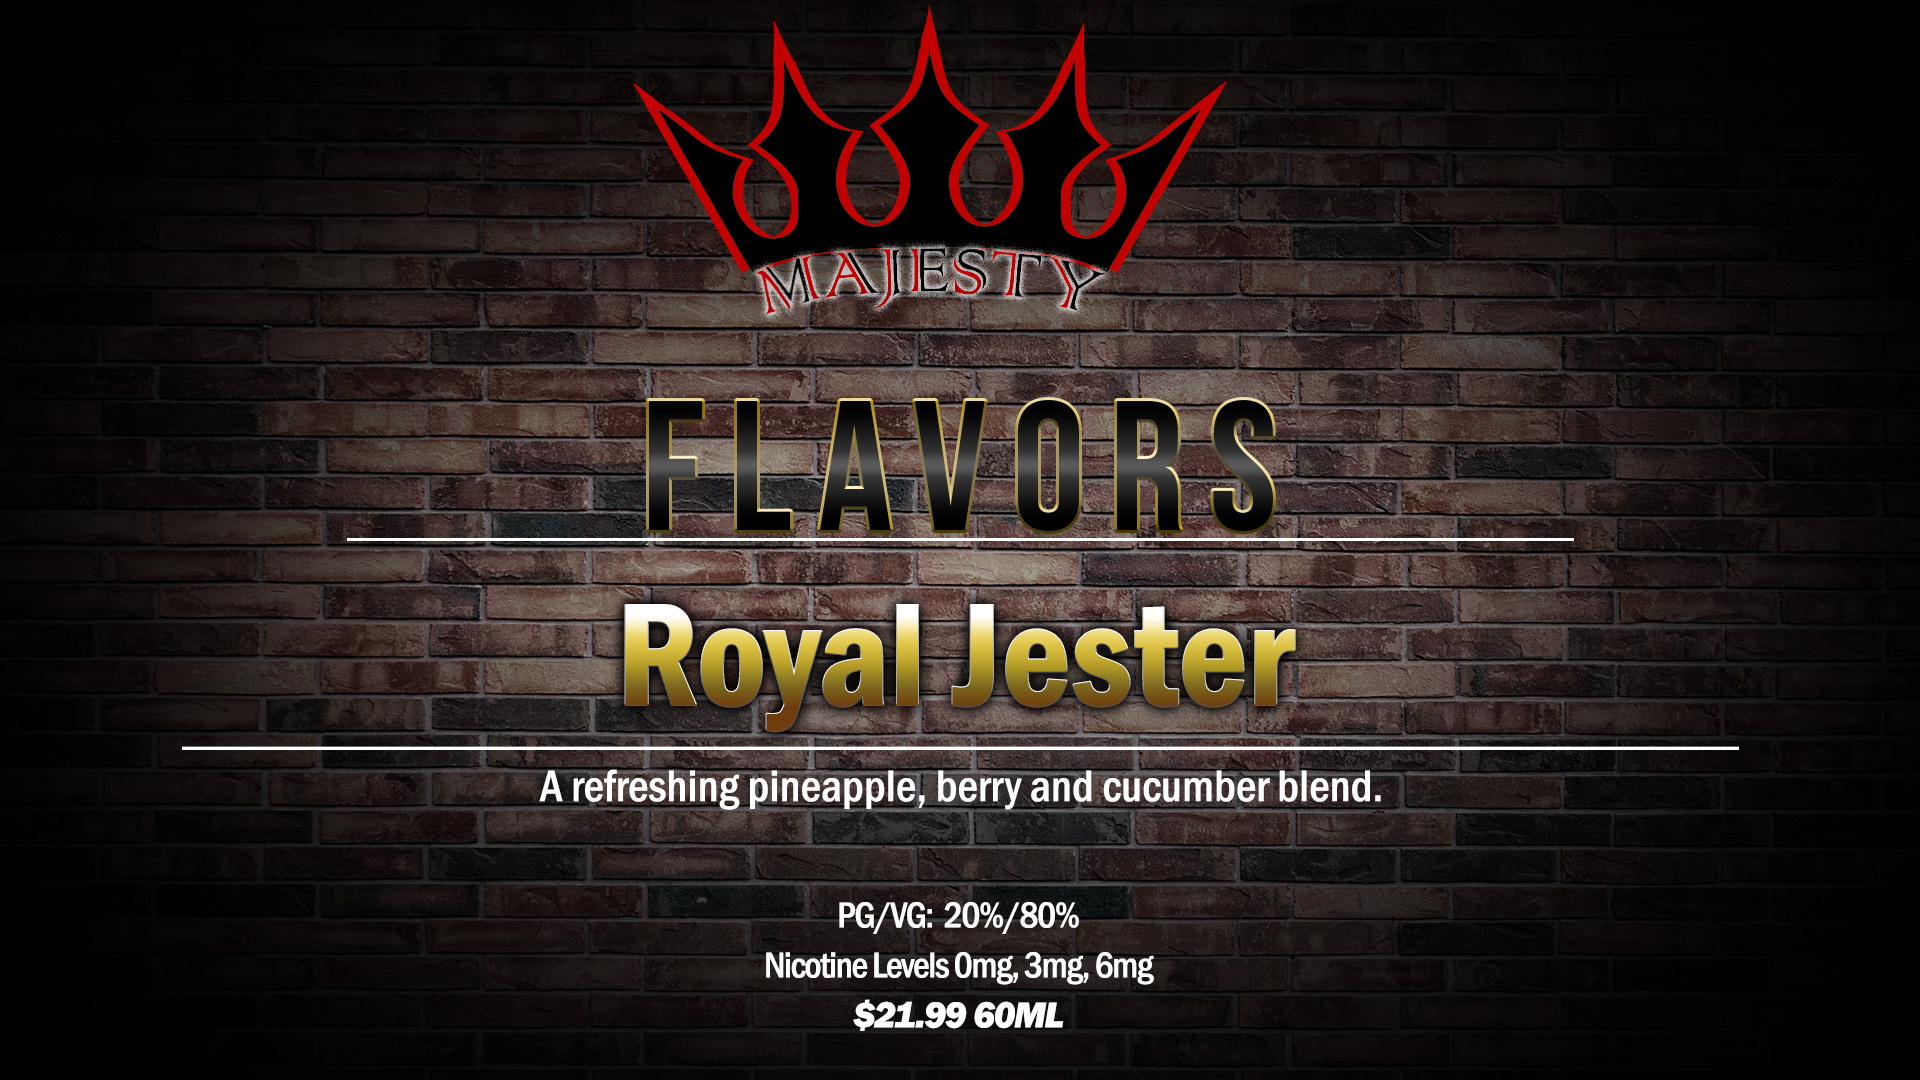 MAJESTY
FLAVORS
Royal Jester
A refreshing pineapple, berry and cucumber blend.
PG/VG: 20%/80%
Nicotine Levels 0mg, 3mg, 6mg
$21.99 60ML